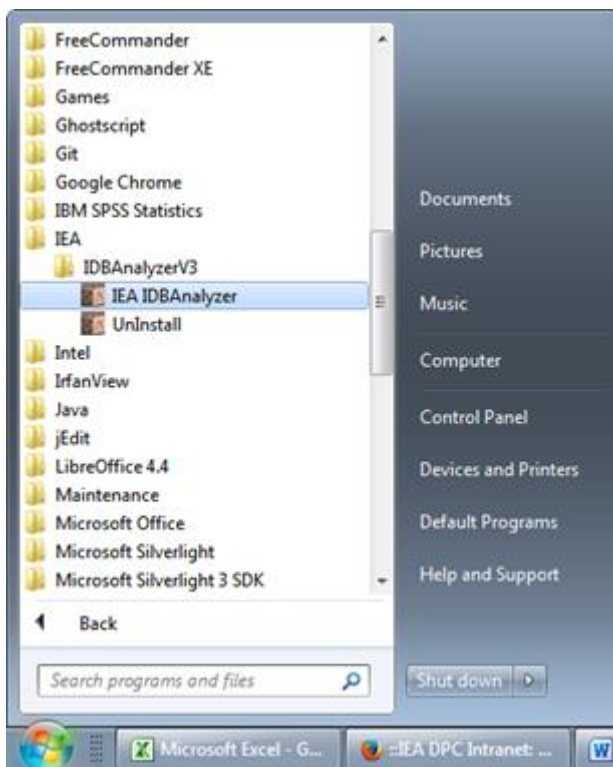 FreeCommander
FreeCommander XE
Games
Ghostscript
Git
Google Chrome
IBM SPSS Statistics
IEA
IDBAnalyzerV3
IEA IDBAnalyzer
UnInstall
Intel
IrfanView
Java
jEdit
LibreOffice 4.4
Maintenance
Microsoft Office
Microsoft Silverlight
Microsoft Silverlight 3 SDK
Back
Search programs and files
Documents
Pictures
Music
Computer
Control Panel
Devices and Printers
Default Programs
Help and Support
Shut down
Microsoft Excel - G...
::IEA DPC Intranet: ...
W